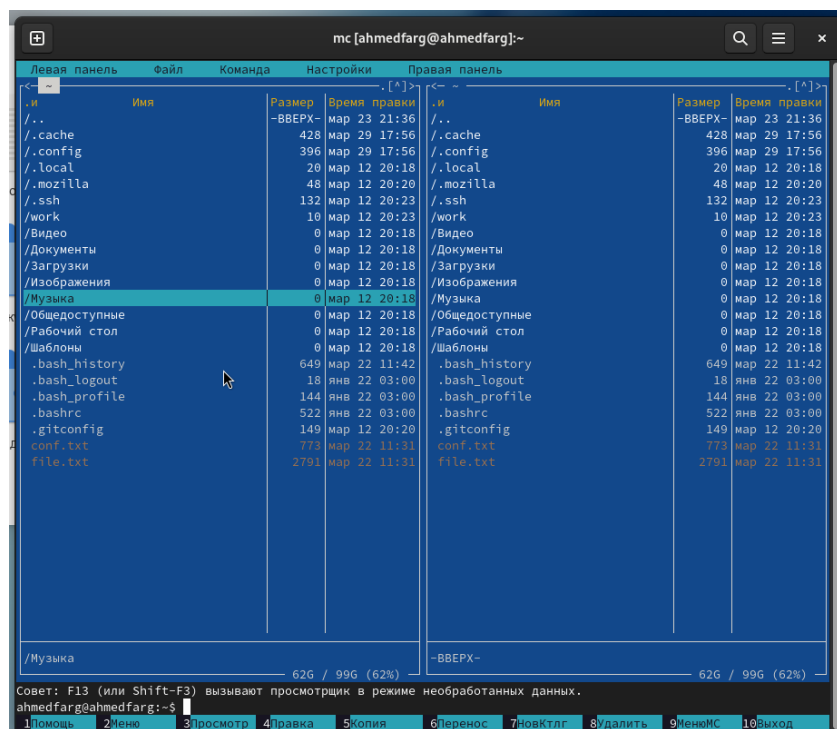 mc [ahmedfarg@ahmedfarg]:~
Левая панель Файл Команда Настройки Правая панель
<— ~ .[^]> <— ~ .[^]>
.и Имя Размер Время правки .и Имя Размер Время правки
/.. -ВВЕРХ- мар 23 21:36 /.. -ВВЕРХ- мар 23 21:36
/.cache 428 мар 29 17:56 /.cache 428 мар 29 17:56
/.config 396 мар 29 17:56 /.config 396 мар 29 17:56
/.local 20 мар 12 20:18 /.local 20 мар 12 20:18
/.mozilla 48 мар 12 20:20 /.mozilla 48 мар 12 20:20
/.ssh 132 мар 12 20:23 /.ssh 132 мар 12 20:23
/work 10 мар 12 20:23 /work 10 мар 12 20:23
/Видео 0 мар 12 20:18 /Видео 0 мар 12 20:18
/Документы 0 мар 12 20:18 /Документы 0 мар 12 20:18
/Загрузки 0 мар 12 20:18 /Загрузки 0 мар 12 20:18
/Изображения 0 мар 12 20:18 /Изображения 0 мар 12 20:18
/Музыка 0 мар 12 20:18 /Музыка 0 мар 12 20:18
/Общедоступные 0 мар 12 20:18 /Общедоступные 0 мар 12 20:18
/Рабочий стол 0 мар 12 20:18 /Рабочий стол 0 мар 12 20:18
/Шаблоны 0 мар 12 20:18 /Шаблоны 0 мар 12 20:18
.bash_history 649 мар 22 11:42 .bash_history 649 мар 22 11:42
.bash_logout 18 янв 22 03:00 .bash_logout 18 янв 22 03:00
.bash_profile 144 янв 22 03:00 .bash_profile 144 янв 22 03:00
.bashrc 522 янв 22 03:00 .bashrc 522 янв 22 03:00
.gitconfig 149 мар 12 20:20 .gitconfig 149 мар 12 20:20
conf.txt 773 мар 22 11:31 conf.txt 773 мар 22 11:31
file.txt 2791 мар 22 11:31 file.txt 2791 мар 22 11:31
/Музыка -ВВЕРХ-
62G / 99G (62%) 62G / 99G (62%)
Совет: F13 (или Shift-F3) вызывают просмотрщик в режиме необработанных данных.
ahmedfarg@ahmedfarg:~$
1Помощь 2Меню 3Просмотр 4Правка 5Копия 6Перенос 7НовКтлг 8Удалить 9МенюМС 10Выход